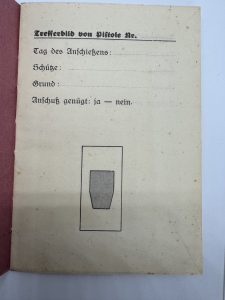 Trefferbild von Pistole Nr.
Tag des Anschießens:
Schütze:
Grund:
Anschuß genügt: ja — nein.